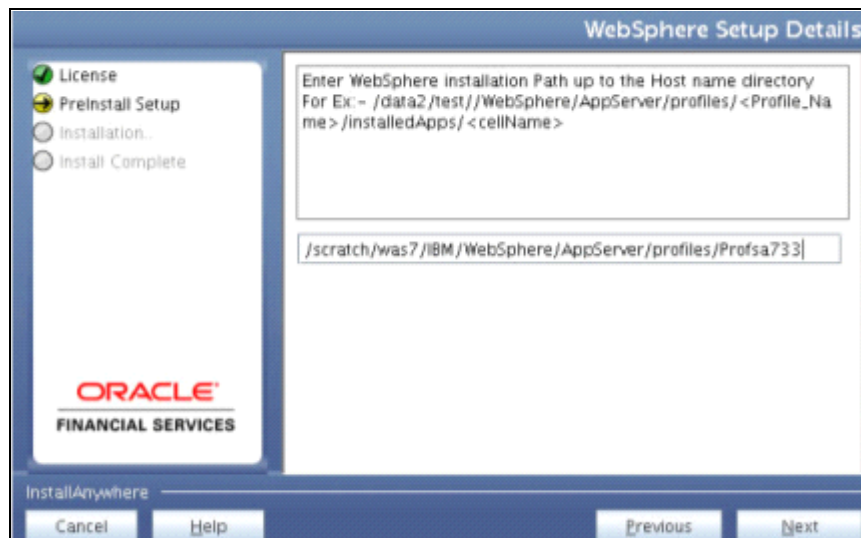 WebSphere Setup Details
License
PreInstall Setup
Installation..
Install Complete
Enter WebSphere installation Path up to the Host name directory
For Ex:- /data2/test//WebSphere/AppServer/profiles/<Profile_Na
me>/installedApps/<cellName>
/scratch/was7/IBM/WebSphere/AppServer/profiles/Profsa733
ORACLE
FINANCIAL SERVICES
InstallAnywhere
Cancel Help Previous Next